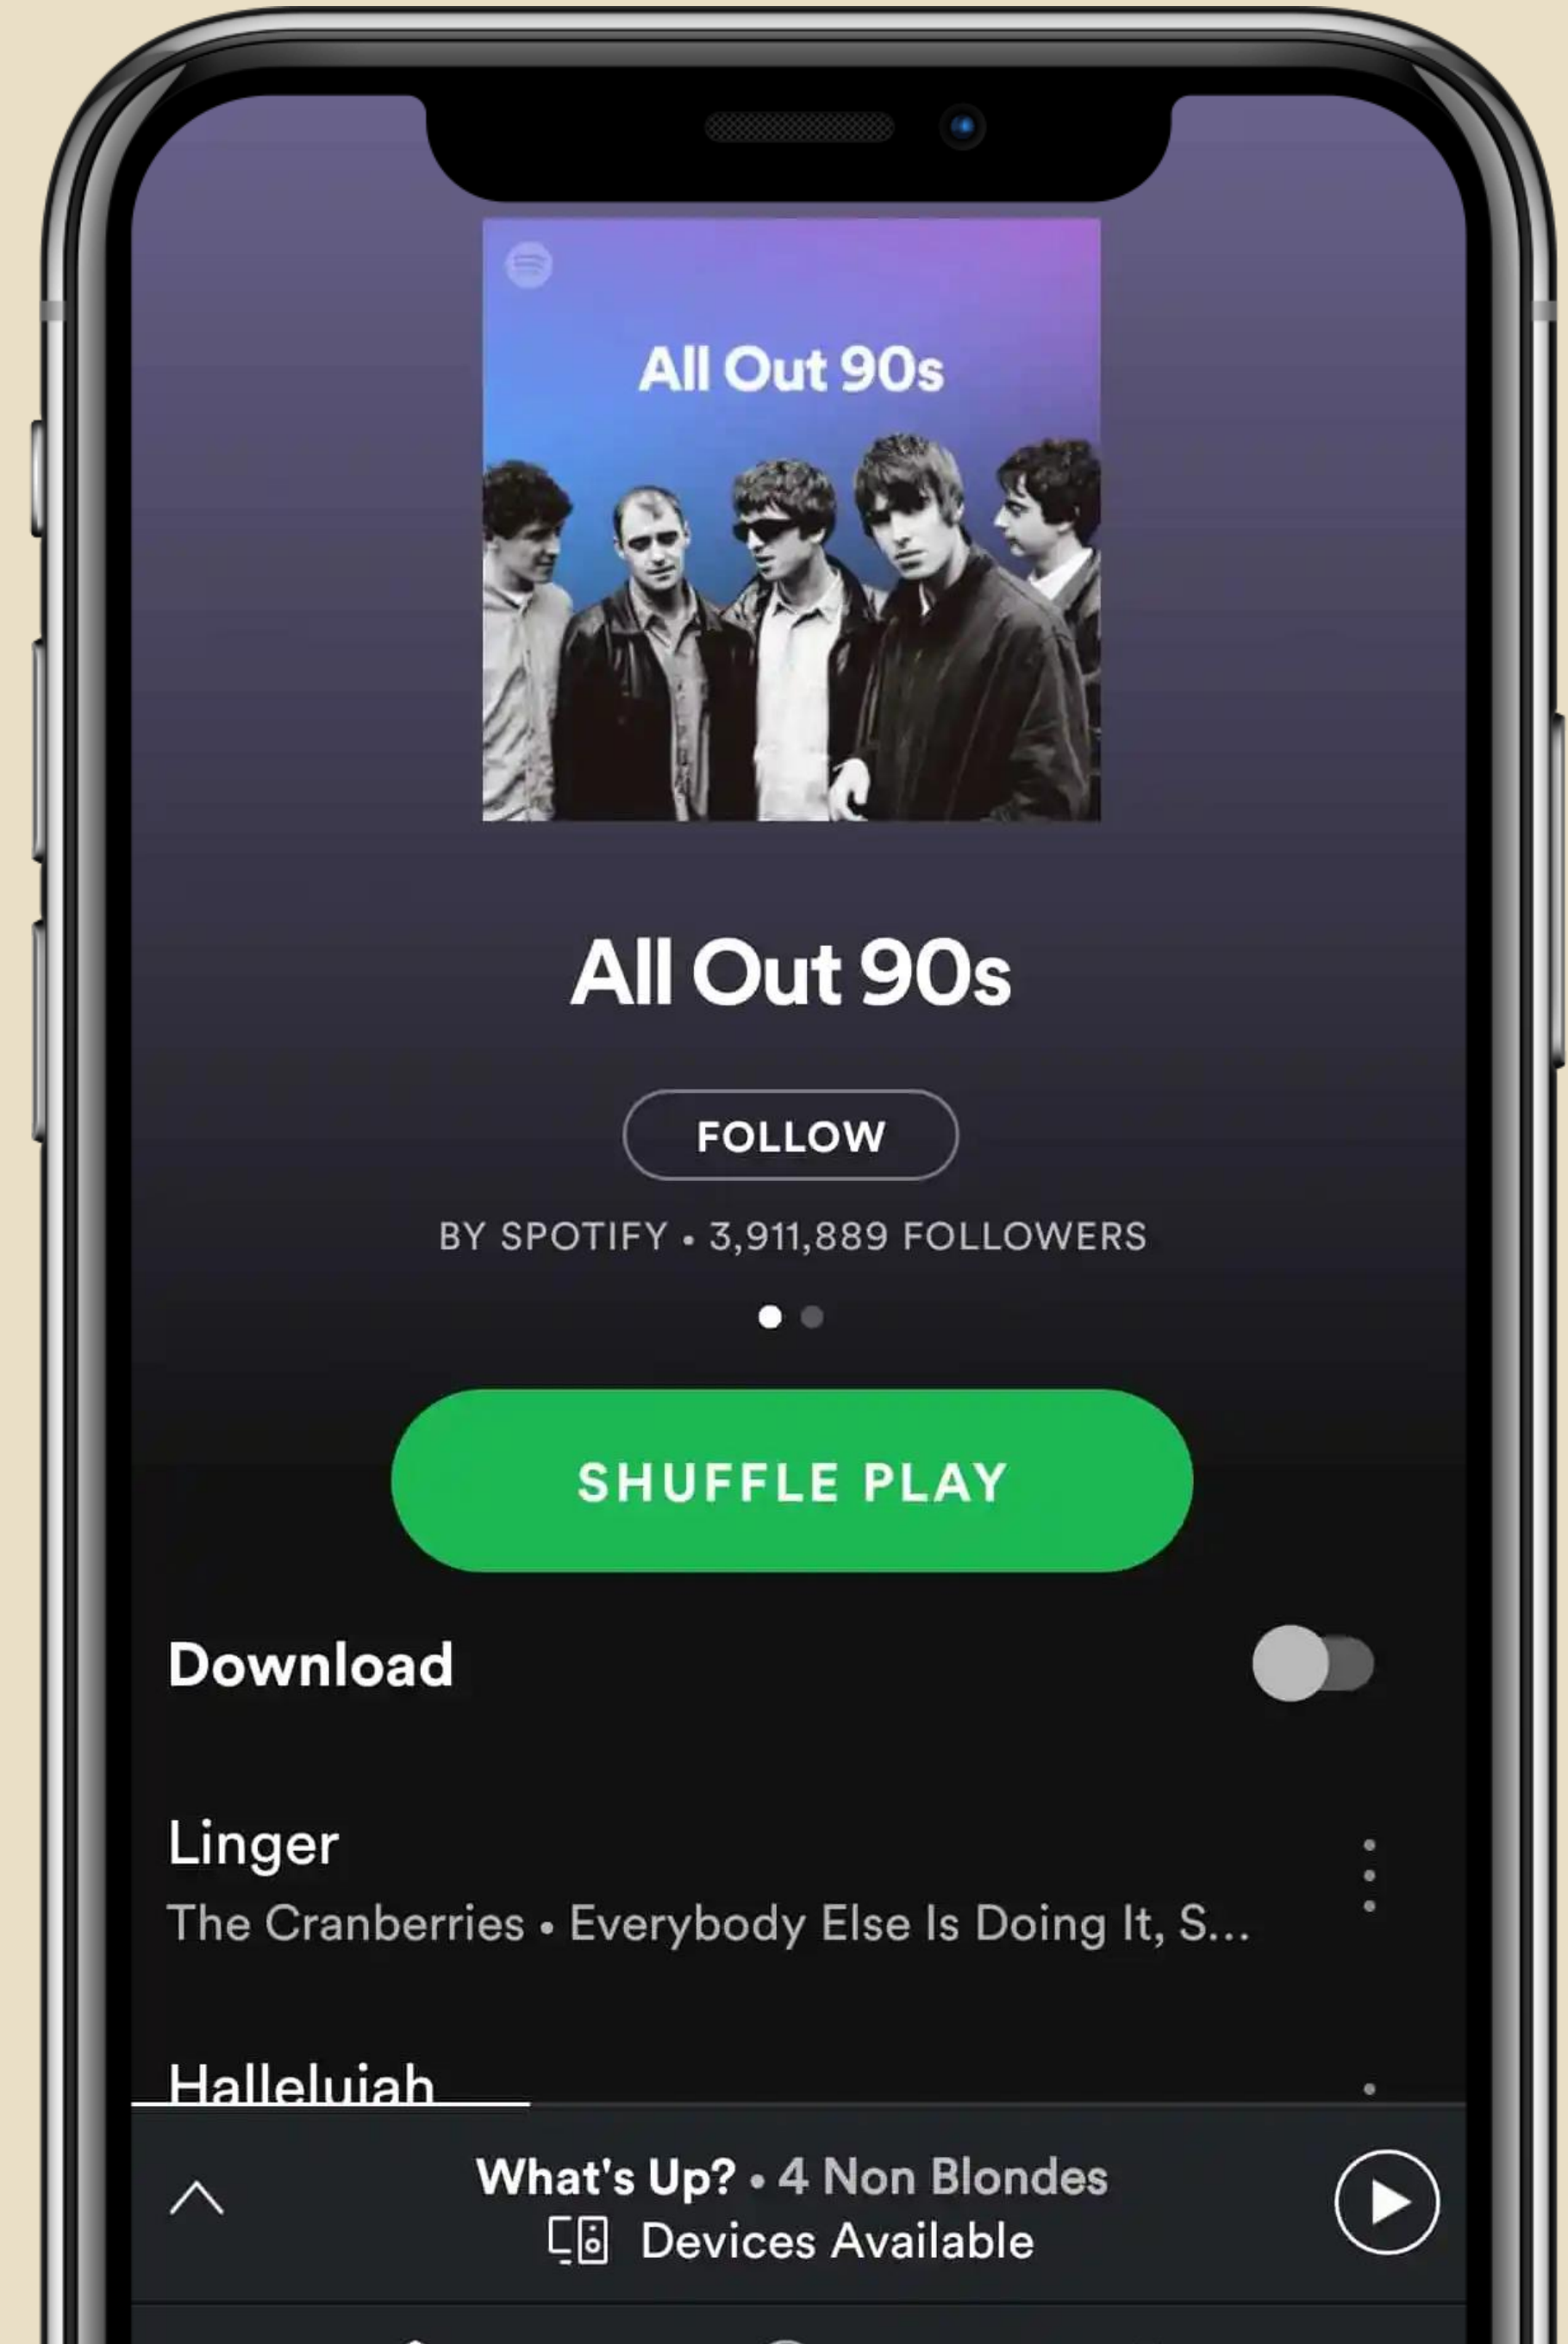 All Out 90s
All Out 90s
FOLLOW
BY SPOTIFY • 3,911,889 FOLLOWERS
SHUFFLE PLAY
Download
Linger
The Cranberries • Everybody Else Is Doing It, S...
Hallelujah
What's Up? • 4 Non Blondes
Devices Available